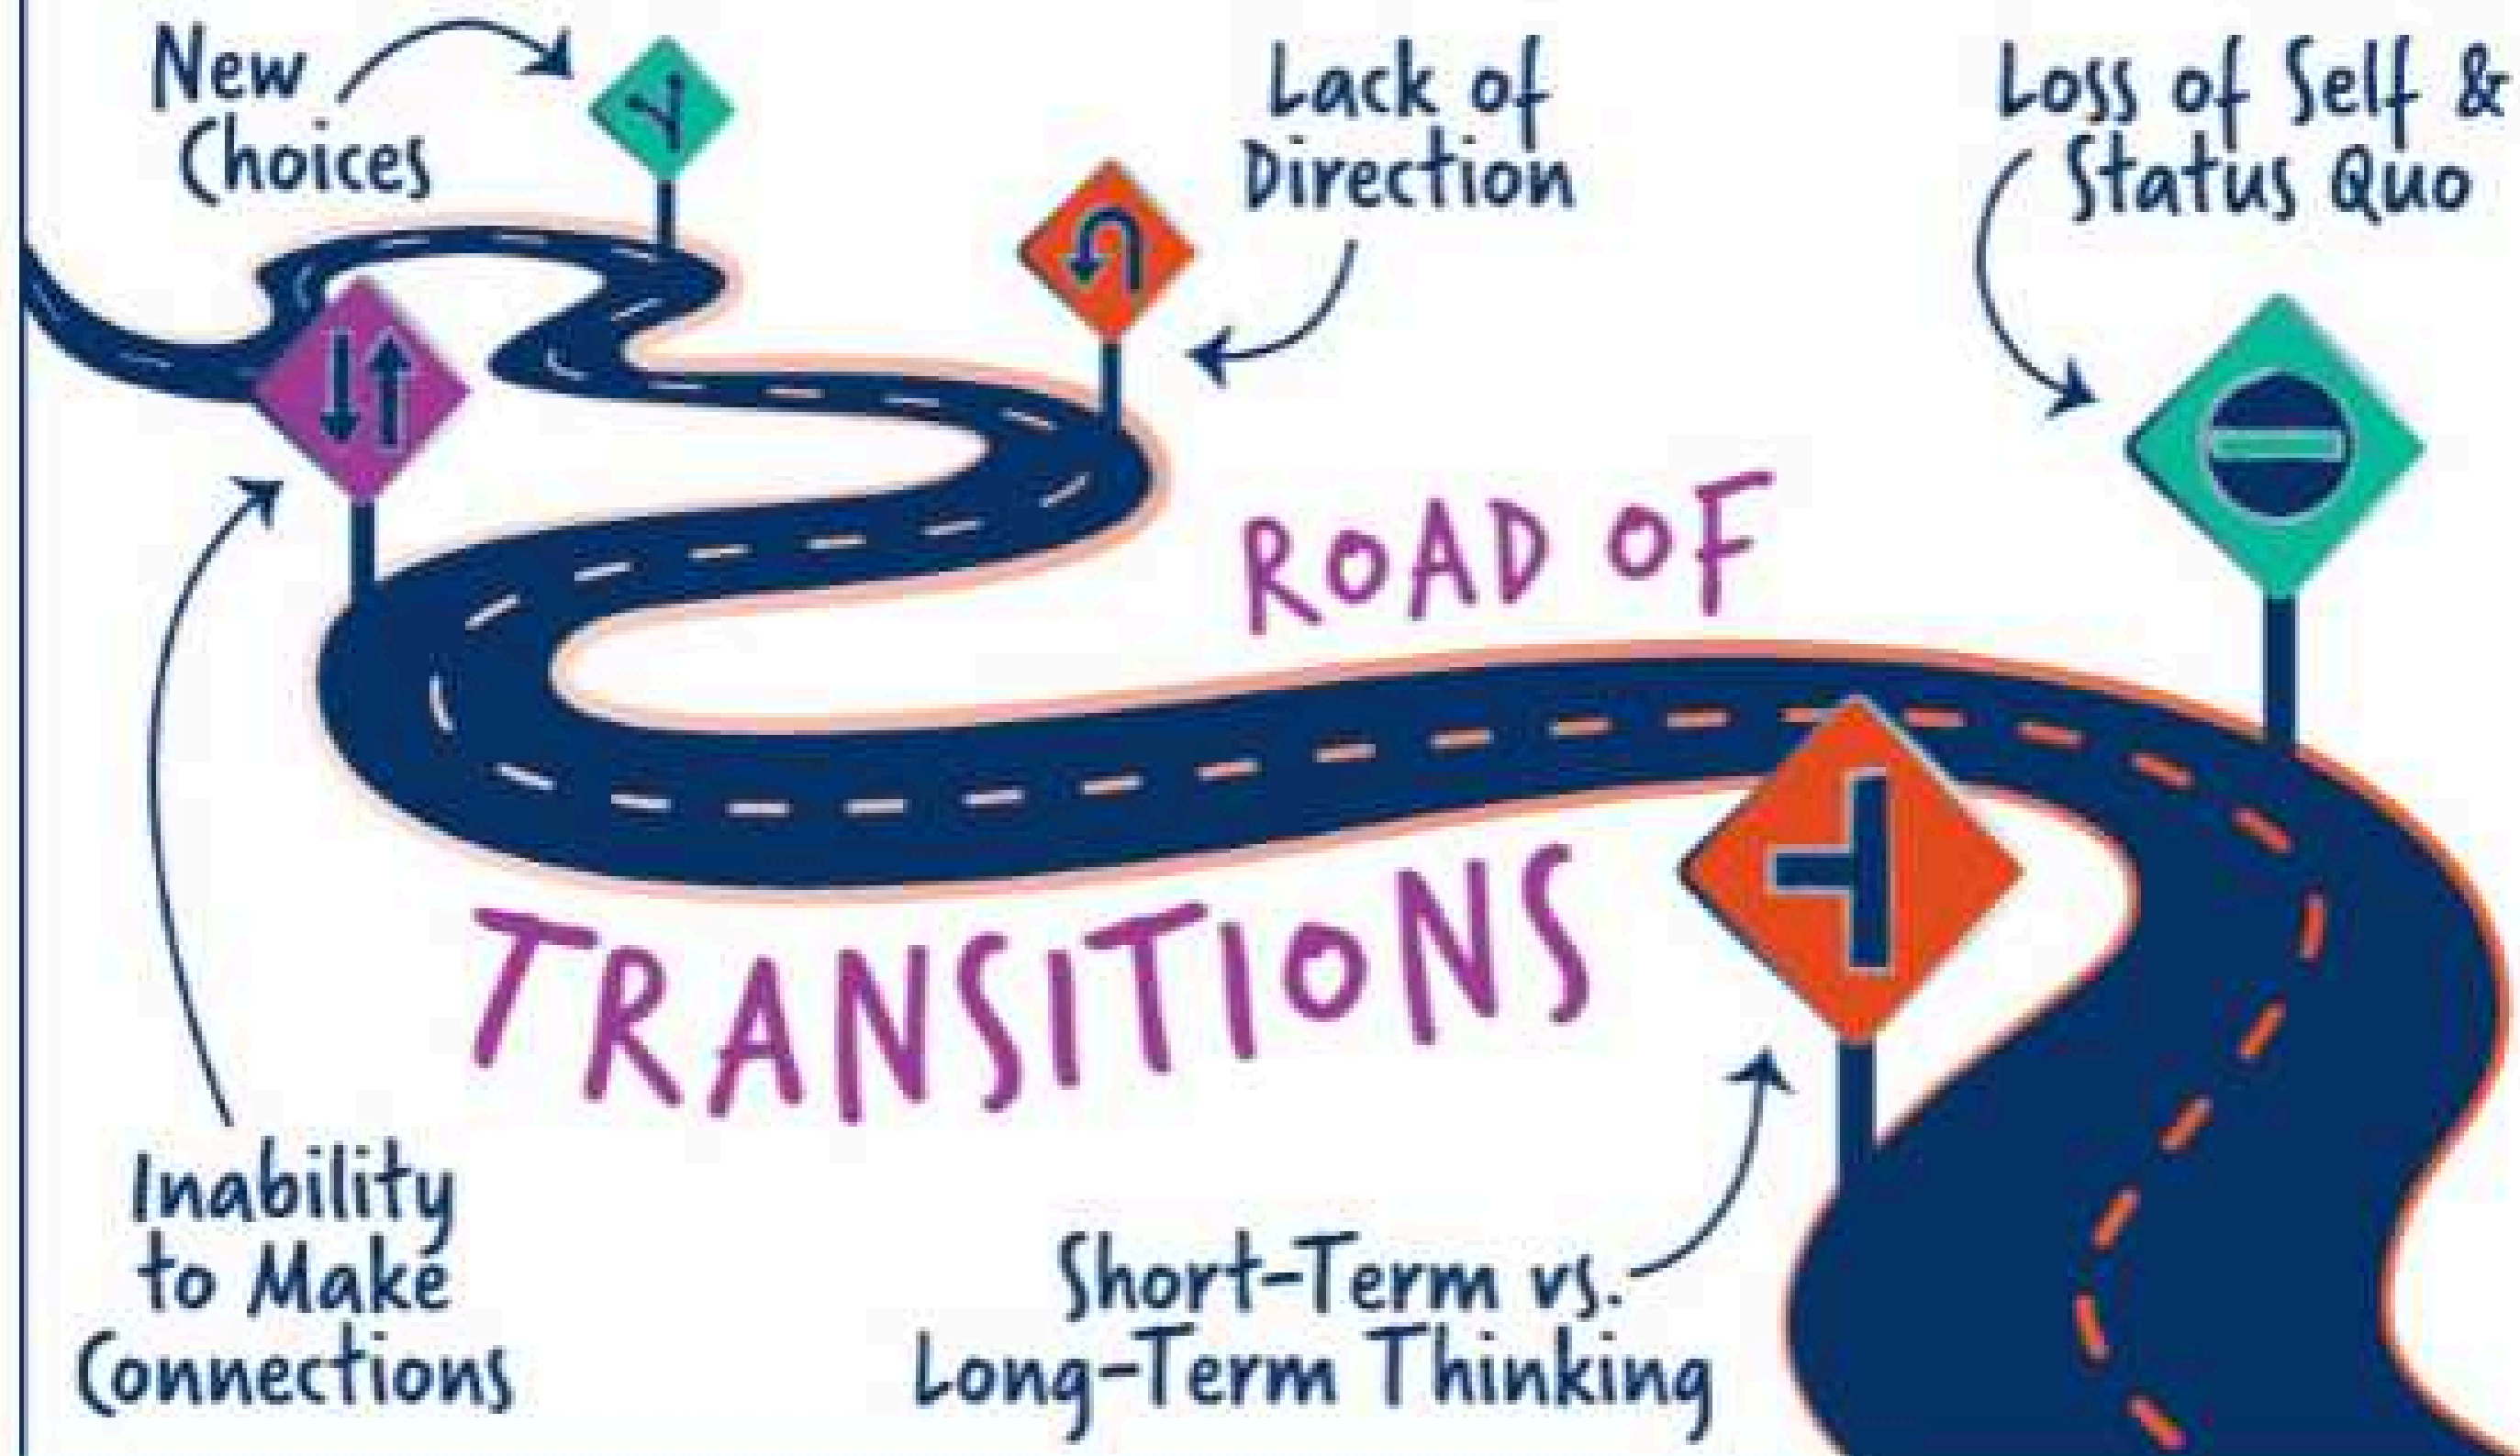 New
Choices
Lack of
Direction
Loss of Self &
Status Quo
ROAD OF
TRANSITIONS
Inability
to Make
Connections
Short-Term vs.
Long-Term Thinking